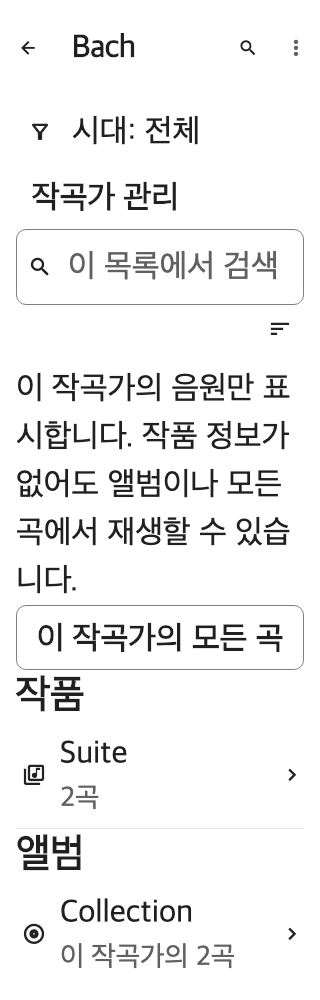 Bach
시대: 전체
작곡가 관리
이 목록에서 검색
이 작곡가의 음원만 표
시합니다. 작품 정보가
없어도 앨범이나 모든
곡에서 재생할 수 있습
니다.
이 작곡가의 모든 곡
작품
Suite
2곡
앨범
Collection
이 작곡가의 2곡